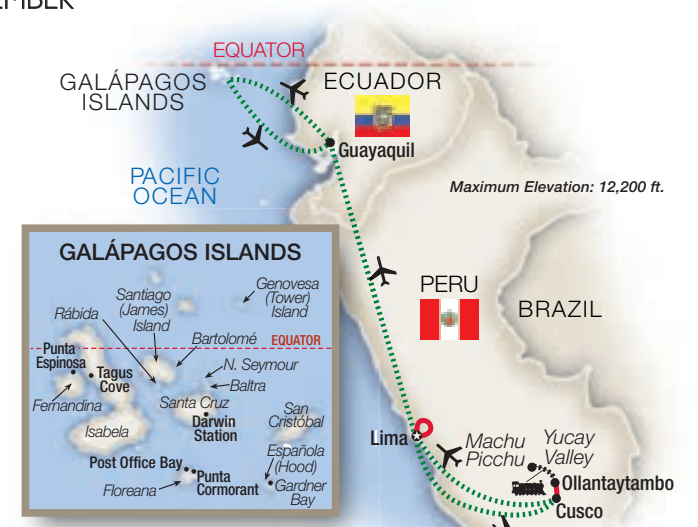 EMBER
EQUATOR
GALÁPAGOS
ISLANDS
ECUADOR
Guayaquil
PACIFIC
OCEAN
Maximum Elevation: 12,200 ft.
PERU
BRAZIL
Lima
Machu
Picchu
Yucay
Valley
Ollantaytambo
Cusco
GALÁPAGOS ISLANDS
Genovesa
(Tower)
Island
Santiago
(James)
Island
Rábida
Bartolomé
EQUATOR
Punta
Espinosa
Tagus
Cove
N. Seymour
Baltra
Fernandina
Santa Cruz
Darwin
Station
San
Cristóbal
Isabela
Española
(Hood)
Post Office Bay
Punta
Cormorant
Floreana
Gardner
Bay